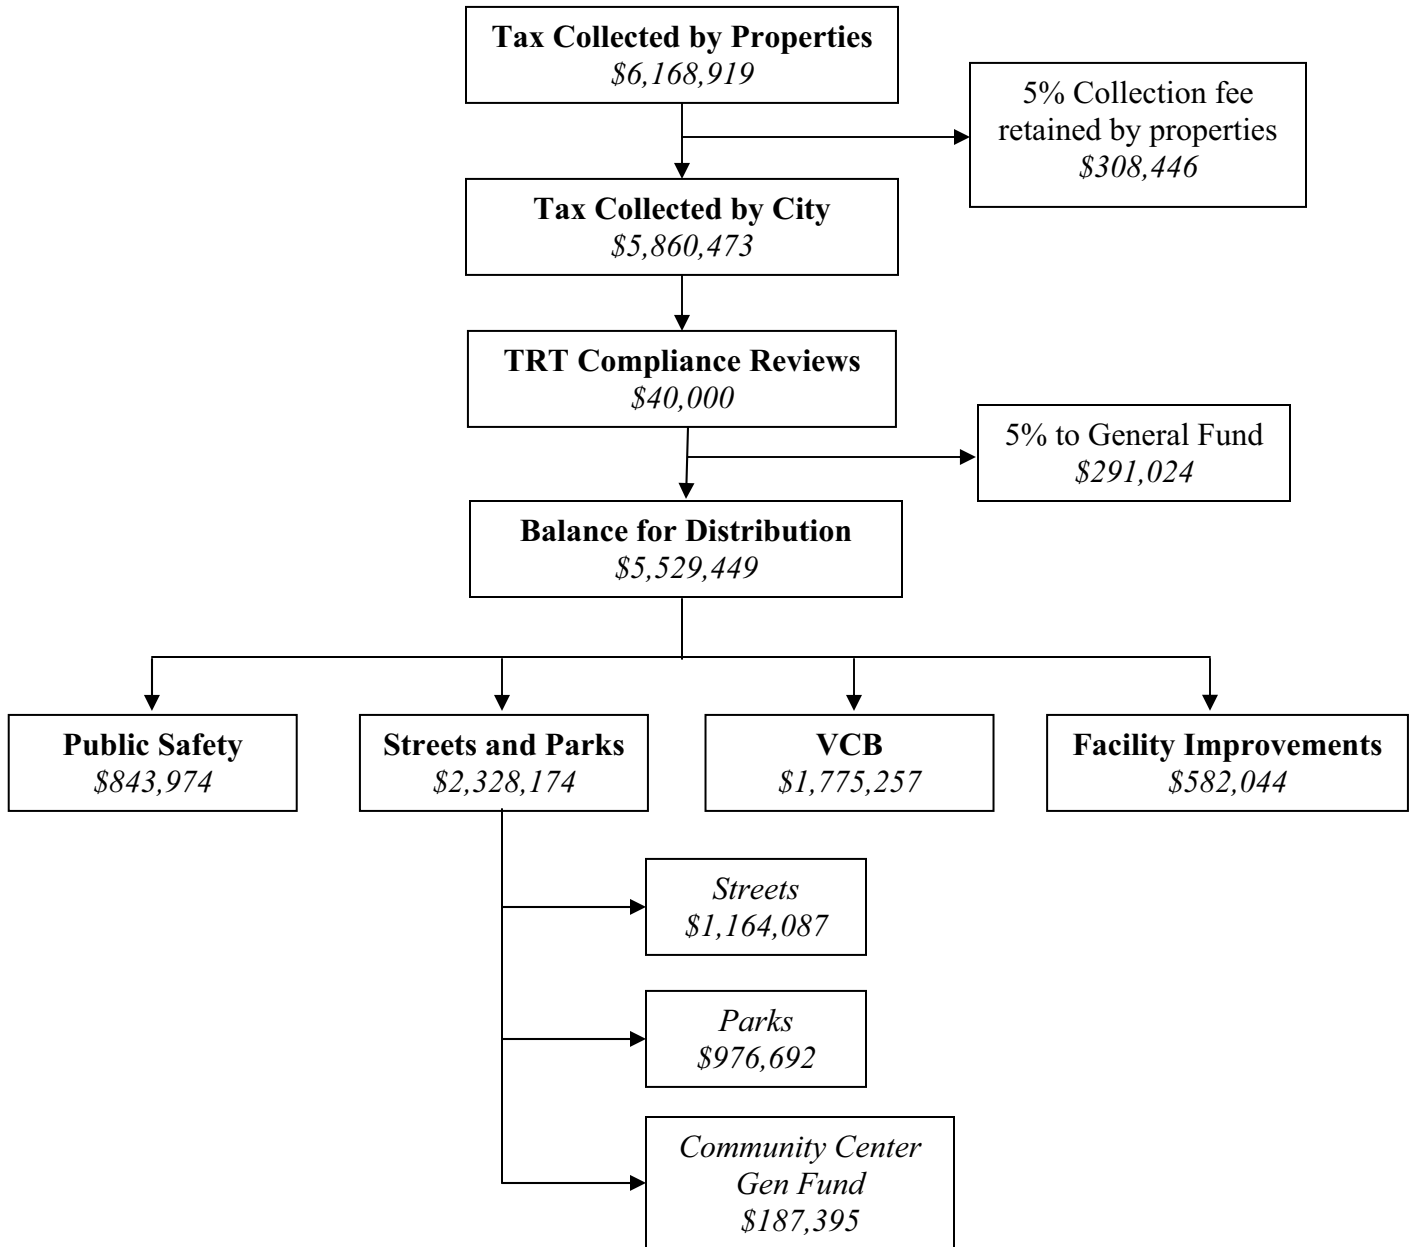 Tax Collected by Properties
$6,168,919
5% Collection fee
retained by properties
$308,446
Tax Collected by City
$5,860,473
TRT Compliance Reviews
$40,000
5% to General Fund
$291,024
Balance for Distribution
$5,529,449
Public Safety
$843,974
Streets and Parks
$2,328,174
VCB
$1,775,257
Facility Improvements
$582,044
Streets
$1,164,087
Parks
$976,692
Community Center
Gen Fund
$187,395